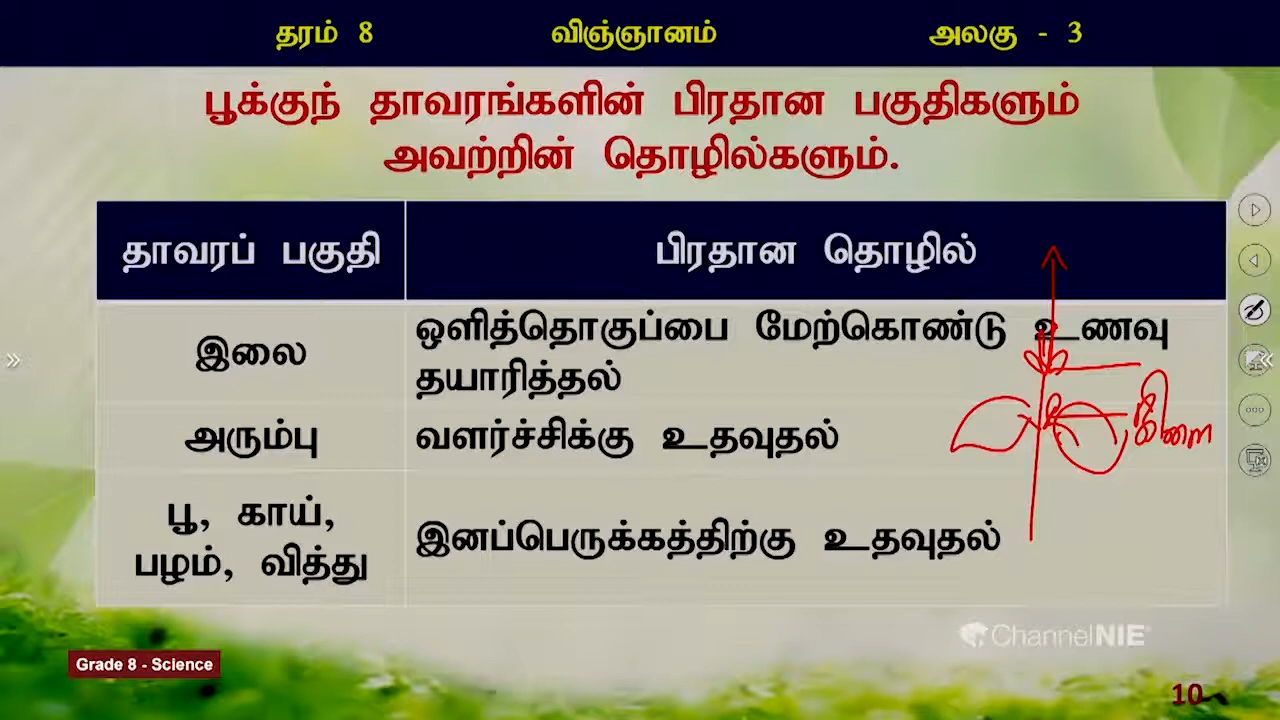 தரம் 8 விஞ்ஞானம் அலகு - 3
பூக்குந் தாவரங்களின் பிரதான பகுதிகளும்
அவற்றின் தொழில்களும்.
தாவரப் பகுதி பிரதான தொழில்
இலை ஒளித்தொகுப்பை மேற்கொண்டு உணவு
தயாரித்தல்
அரும்பு வளர்ச்சிக்கு உதவுதல்
பூ, காய்,
பழம், வித்து
இனப்பெருக்கத்திற்கு உதவுதல்
ChannelNIE
Grade 8 - Science
10